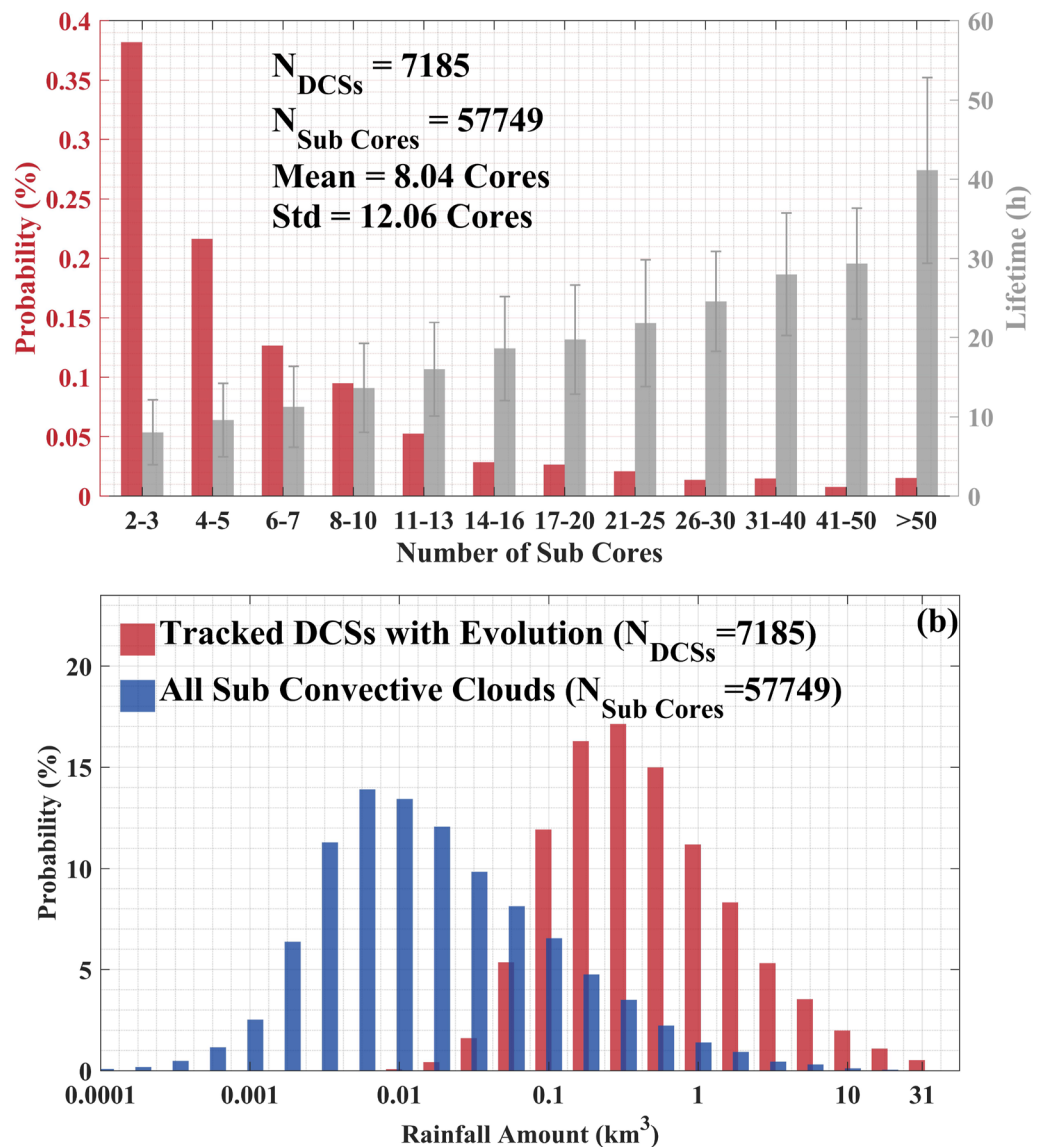 0.4
0.35
0.3
0.25
0.2
0.15
0.1
0.05
0
Probability (%)
N_DCSs = 7185
N_Sub Cores = 57749
Mean = 8.04 Cores
Std = 12.06 Cores
60
50
40
30
20
10
0
Lifetime (h)
2-3 4-5 6-7 8-10 11-13 14-16 17-20 21-25 26-30 31-40 41-50 >50
Number of Sub Cores
(b)
Tracked DCSs with Evolution (N_DCSs=7185)
All Sub Convective Clouds (N_Sub Cores=57749)
20
15
10
5
0
Probability (%)
0.0001 0.001 0.01 0.1 1 10 31
Rainfall Amount (km³)